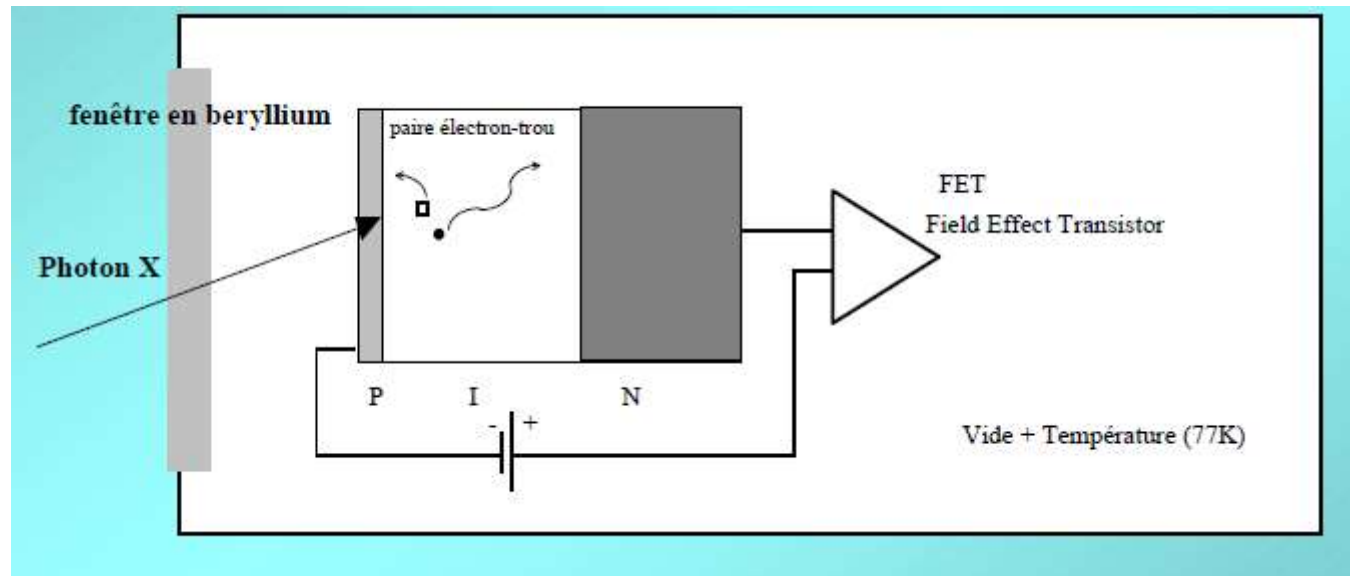 fenêtre en beryllium
paire électron-trou
FET
Field Effect Transistor
Photon X
P I N
- +
Vide + Température (77K)